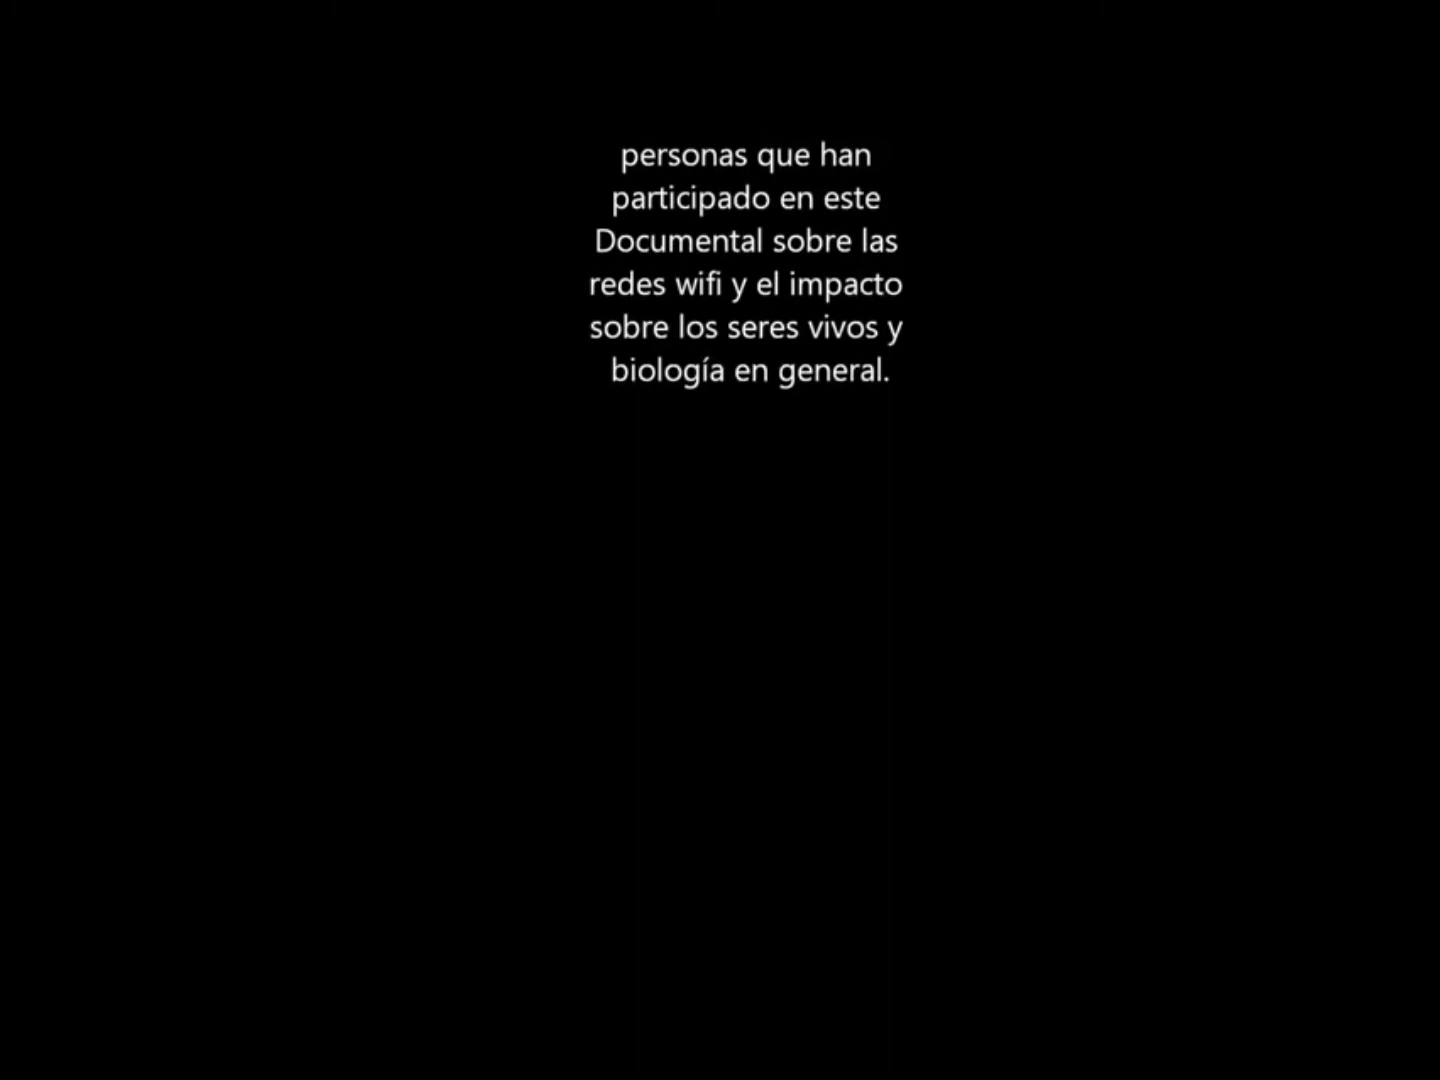 personas que han
participado en este
Documental sobre las
redes wifi y el impacto
sobre los seres vivos y
biología en general.